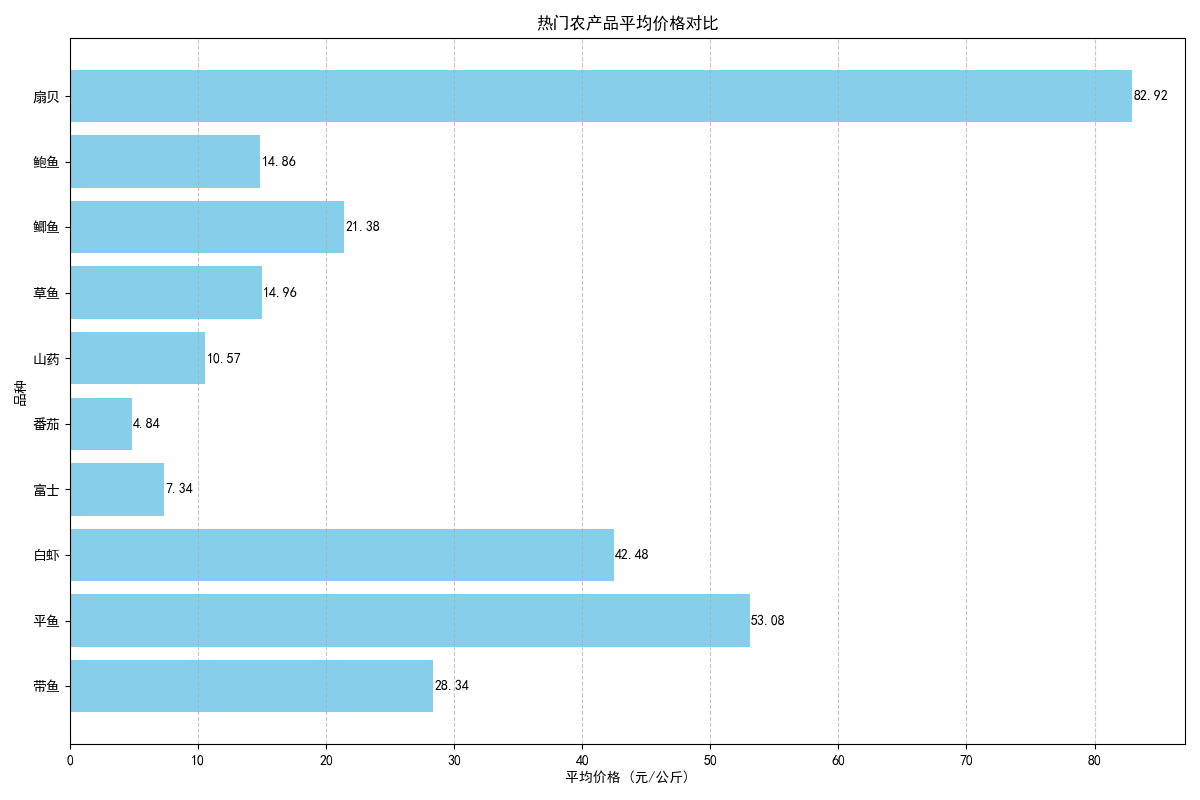 热门农产品平均价格对比
扇贝
82.92
鲍鱼
14.86
鲫鱼
21.38
草鱼
14.96
山药
10.57
番茄
4.84
富士
7.34
白虾
42.48
平鱼
53.08
带鱼
28.34
品种
0 10 20 30 40 50 60 70 80
平均价格 (元/公斤)